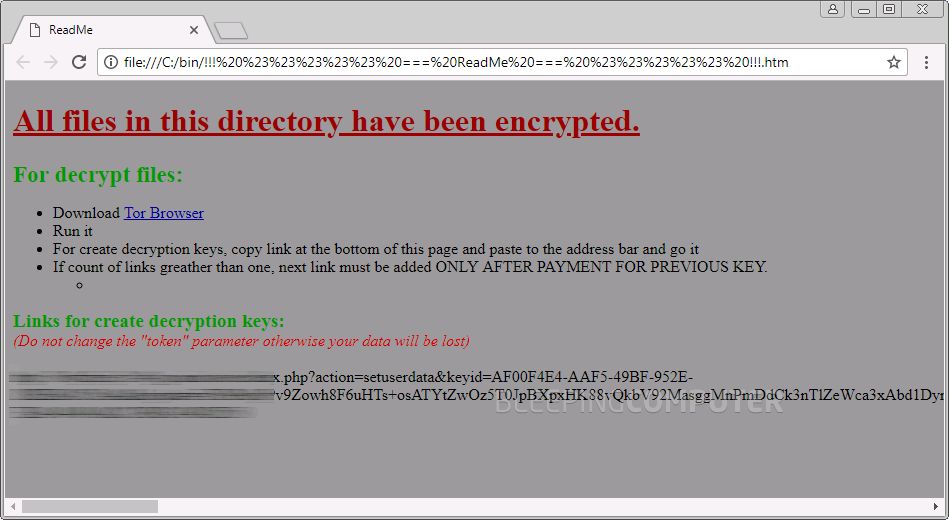 ReadMe
file:///C:/bin/!!!%20%23%23%23%23%23%20===%20ReadMe%20===%20%23%23%23%23%23%20!!!.htm
All files in this directory have been encrypted.
For decrypt files:
Download Tor Browser
Run it
For create decryption keys, copy link at the bottom of this page and paste to the address bar and go it
If count of links greather than one, next link must be added ONLY AFTER PAYMENT FOR PREVIOUS KEY.
Links for create decryption keys:
(Do not change the "token" parameter otherwise your data will be lost)
x.php?action=setuserdata&keyid=AF00F4E4-AAF5-49BF-952E-
BLEEPINGCOMPUTER